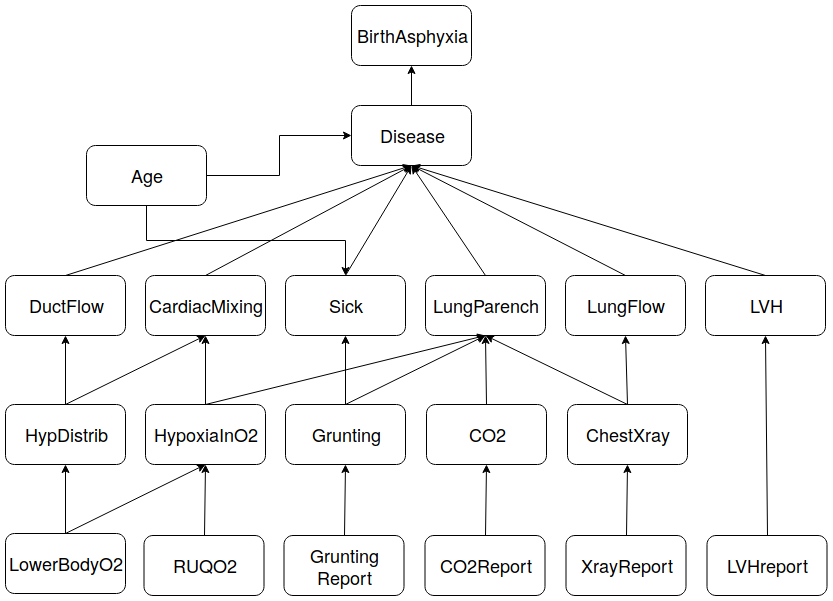 BirthAsphyxia
Disease
Age
DuctFlow
CardiacMixing
Sick
LungParench
LungFlow
LVH
HypDistrib
HypoxiaInO2
Grunting
CO2
ChestXray
LowerBodyO2
RUQO2
Grunting
Report
CO2Report
XrayReport
LVHreport